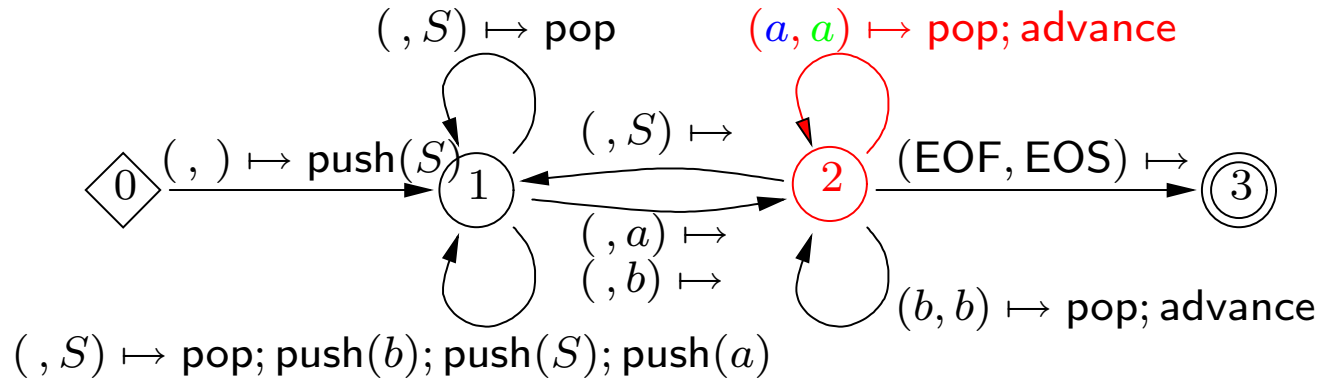 ( , S) ↦ pop
(a, a) ↦ pop; advance
( , ) ↦ push(S)
( , S) ↦
(EOF, EOS) ↦
0
1
2
3
( , a) ↦
( , b) ↦
(b, b) ↦ pop; advance
( , S) ↦ pop; push(b); push(S); push(a)